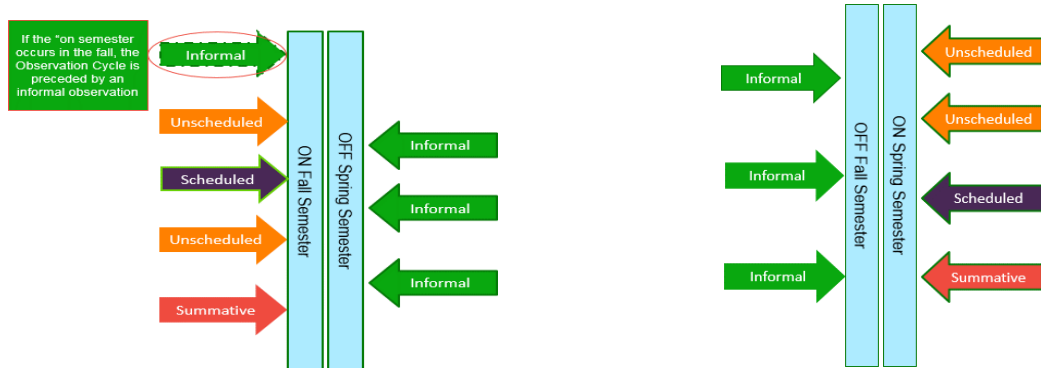 If the "on semester
occurs in the fall, the
Observation Cycle is
preceded by an
informal observation
Informal
Unscheduled
Scheduled
Unscheduled
Summative
ON Fall Semester
OFF Spring Semester
Informal
Informal
Informal
Informal
Informal
Informal
OFF Fall Semester
ON Spring Semester
Unscheduled
Unscheduled
Scheduled
Summative